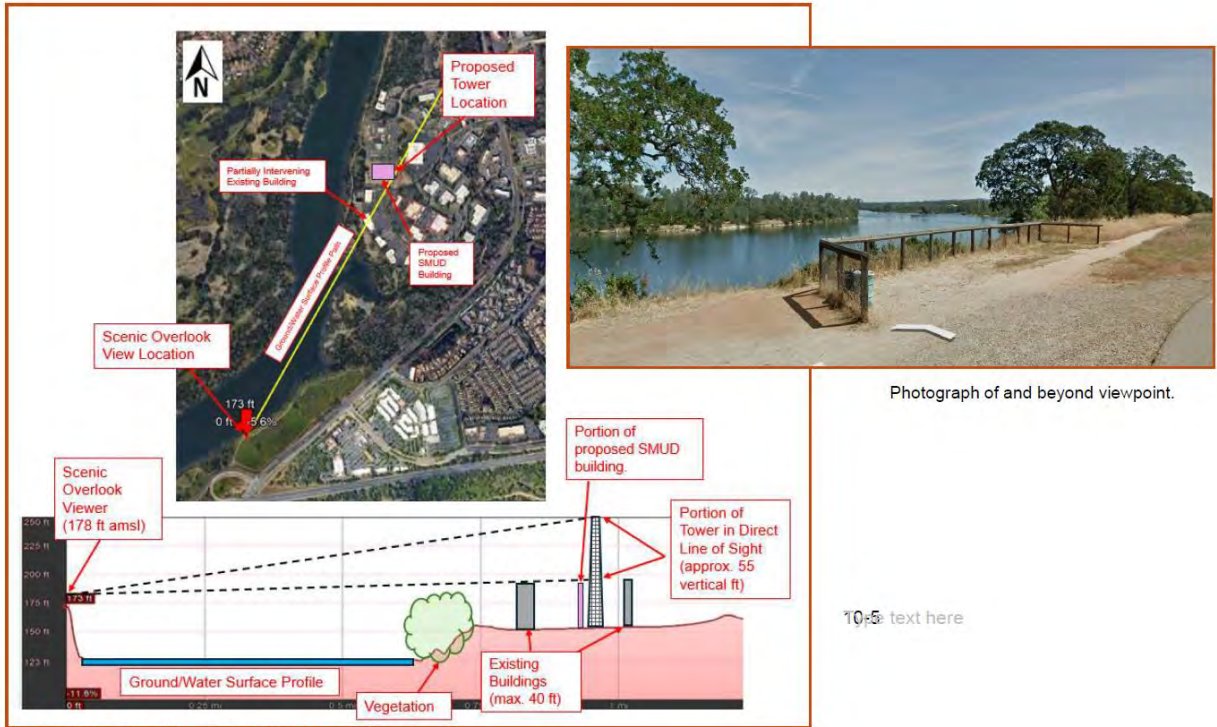 N
Proposed
Tower
Location
Partially Intervening
Existing Building
Proposed
SMUD
Building
Ground/Water Surface Profile Path
Scenic Overlook
View Location
173 ft
0 ft
-5.6%
Photograph of and beyond viewpoint.
Portion of
proposed SMUD
building.
Scenic
Overlook
Viewer
(178 ft amsl)
Portion of
Tower in Direct
Line of Sight
(approx. 55
vertical ft)
250 ft
225 ft
200 ft
175 ft
173 ft
150 ft
123 ft
-11.8%
0 ft
0.25 mi
0.5 mi
1 mi
Ground/Water Surface Profile
Vegetation
Existing
Buildings
(max. 40 ft)
10-5
Type text here